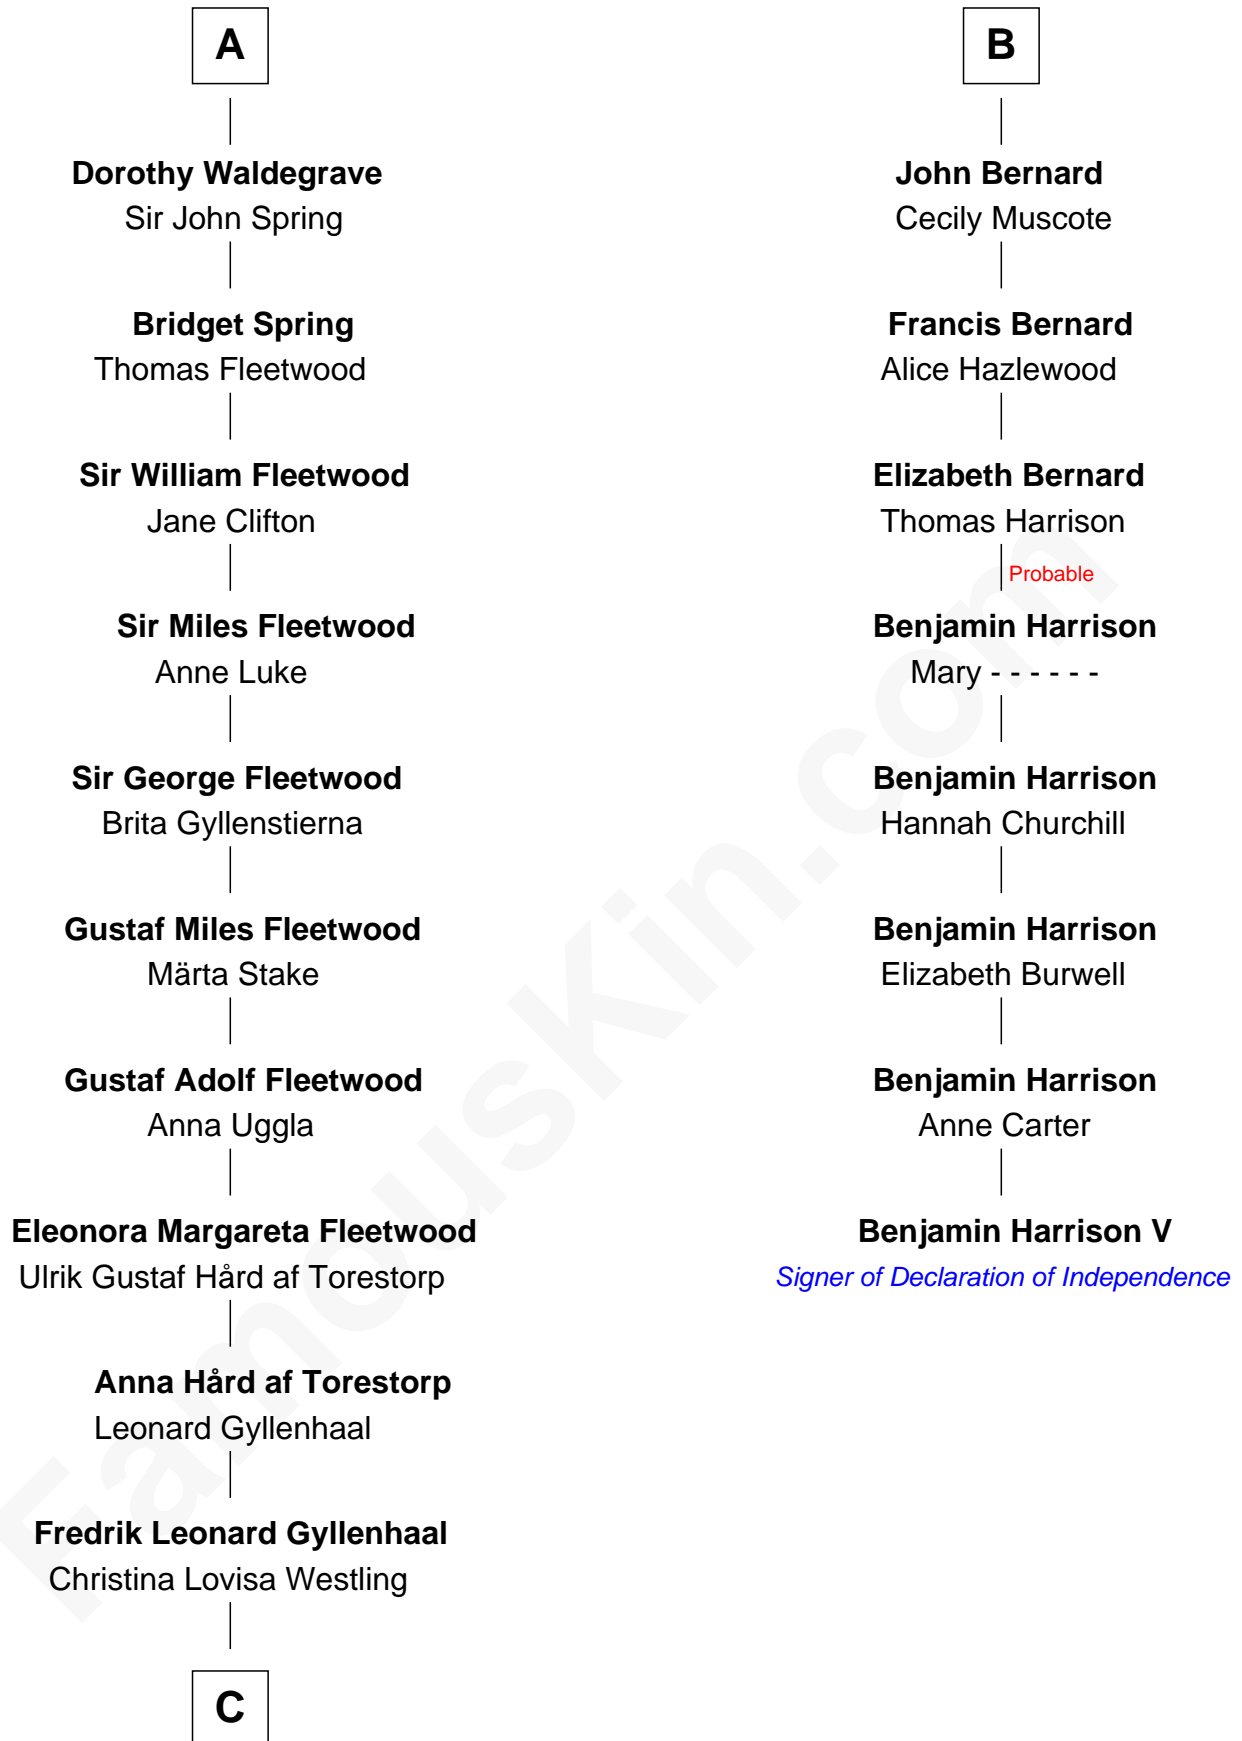 A
Dorothy Waldegrave
Sir John Spring
Bridget Spring
Thomas Fleetwood
Sir William Fleetwood
Jane Clifton
Sir Miles Fleetwood
Anne Luke
Sir George Fleetwood
Brita Gyllenstierna
Gustaf Miles Fleetwood
Märta Stake
Gustaf Adolf Fleetwood
Anna Uggla
Eleonora Margareta Fleetwood
Ulrik Gustaf Hård af Torestorp
Anna Hård af Torestorp
Leonard Gyllenhaal
Fredrik Leonard Gyllenhaal
Christina Lovisa Westling
C
B
John Bernard
Cecily Muscote
Francis Bernard
Alice Hazlewood
Elizabeth Bernard
Thomas Harrison
Probable
Benjamin Harrison
Mary - - - - - -
Benjamin Harrison
Hannah Churchill
Benjamin Harrison
Elizabeth Burwell
Benjamin Harrison
Anne Carter
Benjamin Harrison V
Signer of Declaration of Independence
FamousKin.com